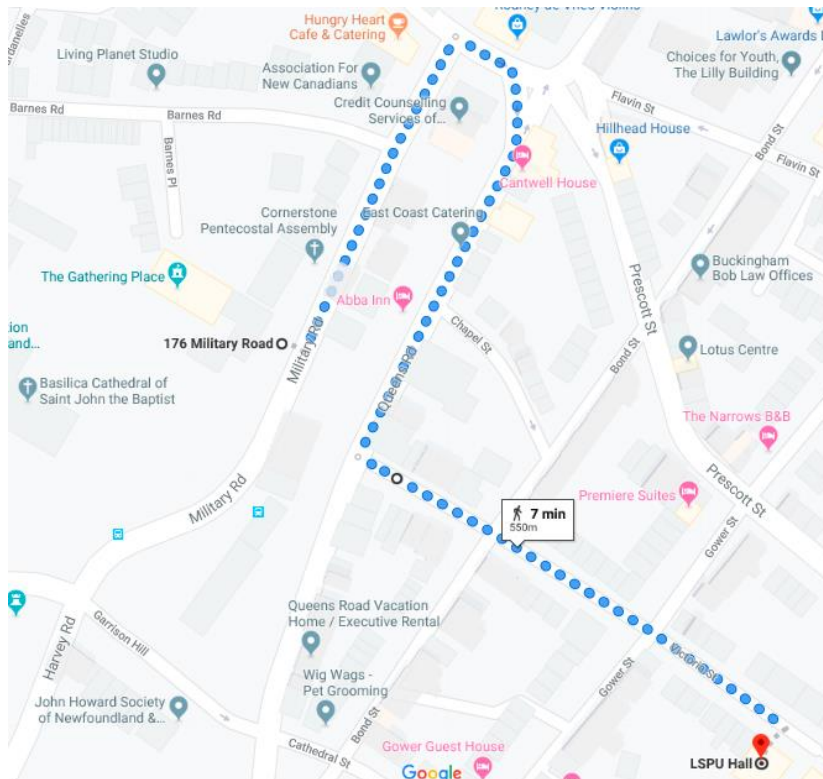 Rodney de Vries Violins
Hungry Heart
Cafe & Catering
Lawlor's Awards
Living Planet Studio
Association For
New Canadians
Choices for Youth,
The Lilly Building
Barnes Rd
Barnes Rd
Credit Counselling
Services of...
Flavin St
Hillhead House
Bond St
Flavin St
Barnes Pl
Cantwell House
Cornerstone
Pentecostal Assembly
East Coast Catering
The Gathering Place
Buckingham
Bob Law Offices
Prescott St
Abba Inn
Chapel St
176 Military Road
Military Rd
Bond St
Lotus Centre
Basilica Cathedral of
Saint John the Baptist
Queens Rd
The Narrows B&B
Prescott St
Premiere Suites
7 min
550m
Military Rd
Gower St
Queens Road Vacation
Home / Executive Rental
Garrison Hill
Harvey Rd
Victoria St
Wig Wags -
Pet Grooming
Gower St
John Howard Society
of Newfoundland &...
Bond St
Cathedral St
Gower Guest House
LSPU Hall
Google